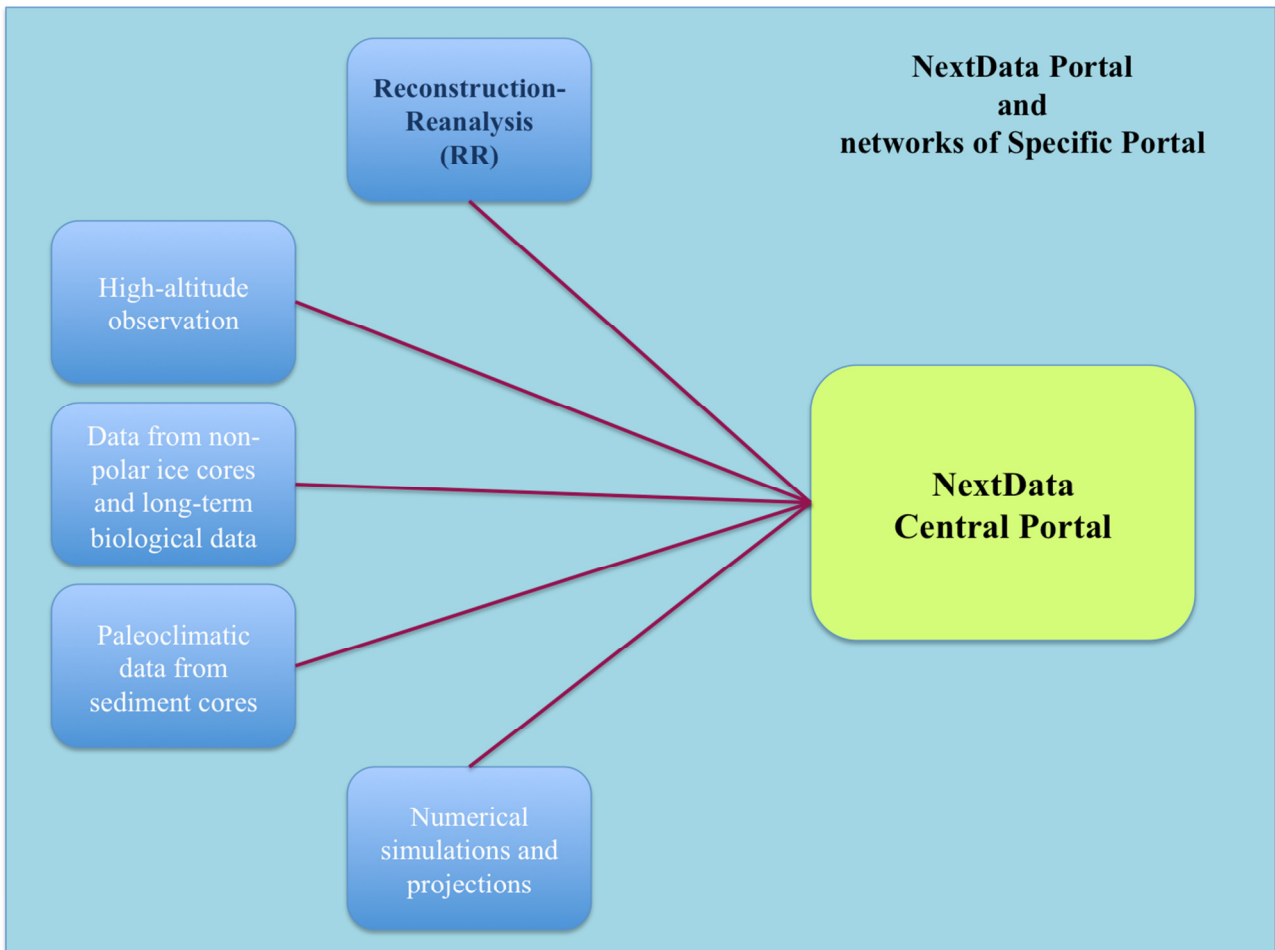 NextData Portal
and
networks of Specific Portal
Reconstruction-
Reanalysis
(RR)
High-altitude
observation
Data from non-
polar ice cores
and long-term
biological data
Paleoclimatic
data from
sediment cores
Numerical
simulations and
projections
NextData
Central Portal